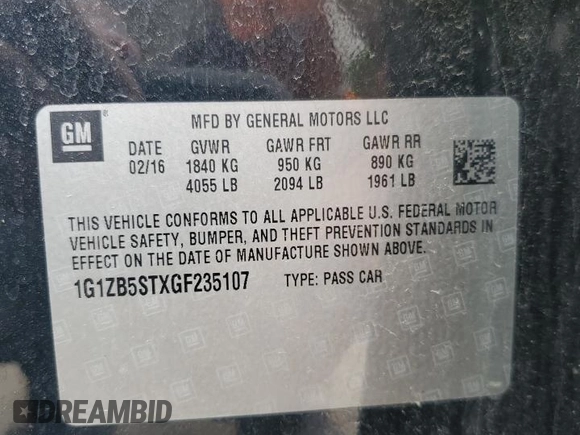 GM
MFD BY GENERAL MOTORS LLC
DATE GVWR GAWR FRT GAWR RR
02/16 1840 KG 950 KG 890 KG
4055 LB 2094 LB 1961 LB
THIS VEHICLE CONFORMS TO ALL APPLICABLE U.S. FEDERAL MOTOR
VEHICLE SAFETY, BUMPER, AND THEFT PREVENTION STANDARDS IN
EFFECT ON THE DATE OF MANUFACTURE SHOWN ABOVE.
1G1ZB5STXGF235107 TYPE: PASS CAR
DREAMBID